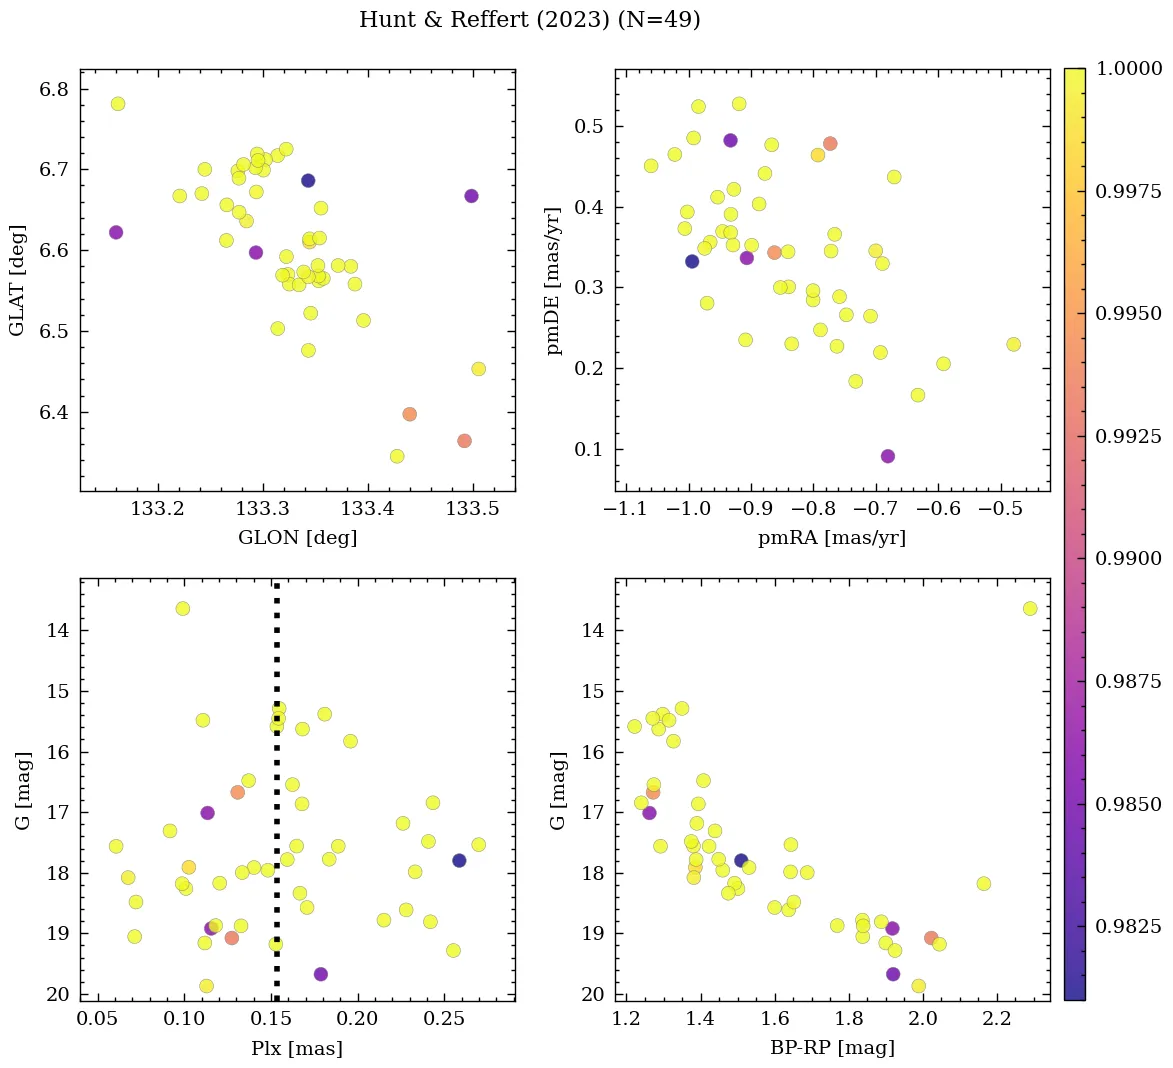 Hunt & Reffert (2023) (N=49)
6.8
6.7
6.6
6.5
6.4
GLAT [deg]
133.2 133.3 133.4 133.5
GLON [deg]
0.5
0.4
0.3
0.2
0.1
pmDE [mas/yr]
−1.1 −1.0 −0.9 −0.8 −0.7 −0.6 −0.5
pmRA [mas/yr]
14
15
16
17
18
19
20
G [mag]
0.05 0.10 0.15 0.20 0.25
Plx [mas]
14
15
16
17
18
19
20
G [mag]
1.2 1.4 1.6 1.8 2.0 2.2
BP-RP [mag]
1.0000
0.9975
0.9950
0.9925
0.9900
0.9875
0.9850
0.9825